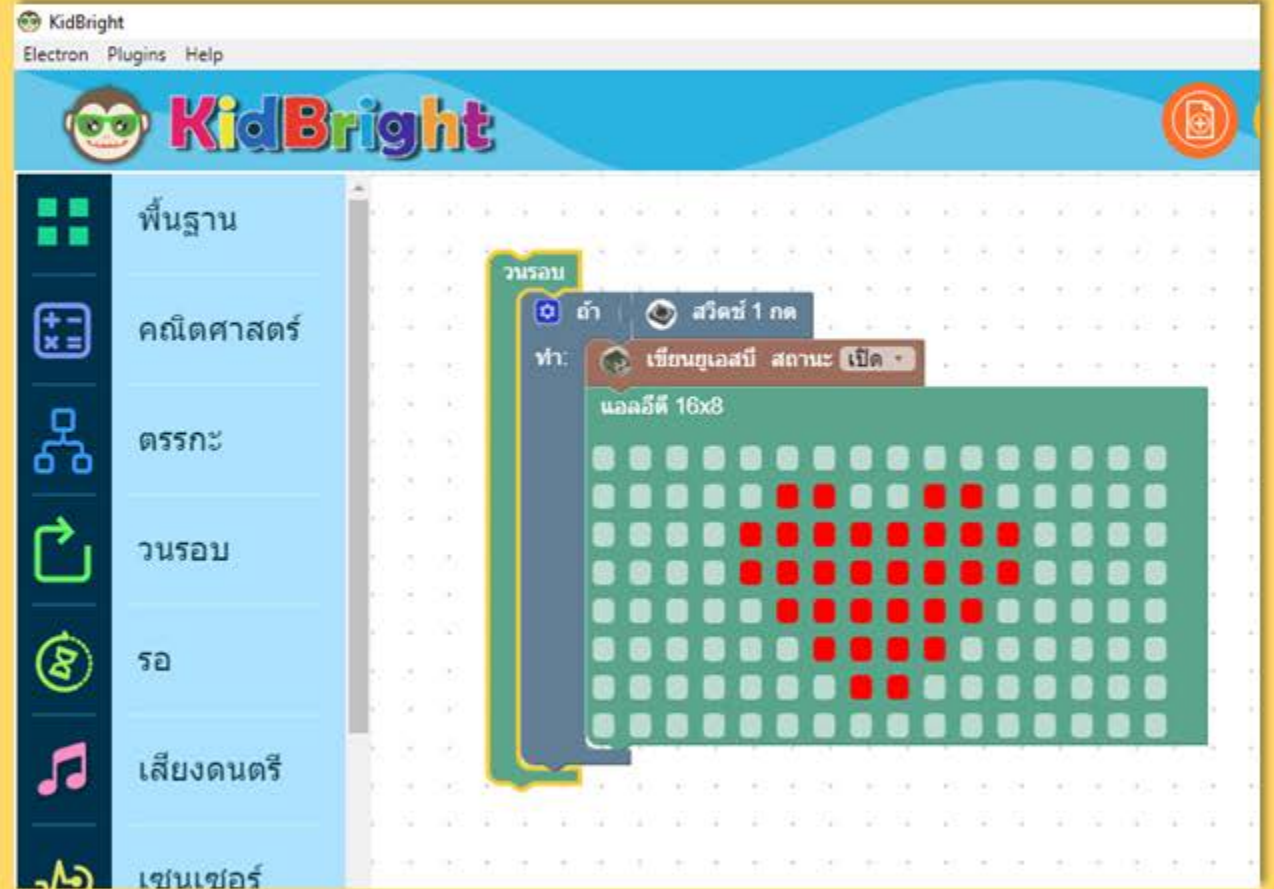 KidBright
Electron Plugins Help
KidBright
พื้นฐาน
คณิตศาสตร์
ตรรกะ
วนรอบ
รอ
เสียงดนตรี
เซนเซอร์
วนรอบ
ถ้า สวิตช์ 1 กด
ทำ: เขียนยูเอสบี สถานะ เปิด
แอลอีดี 16x8